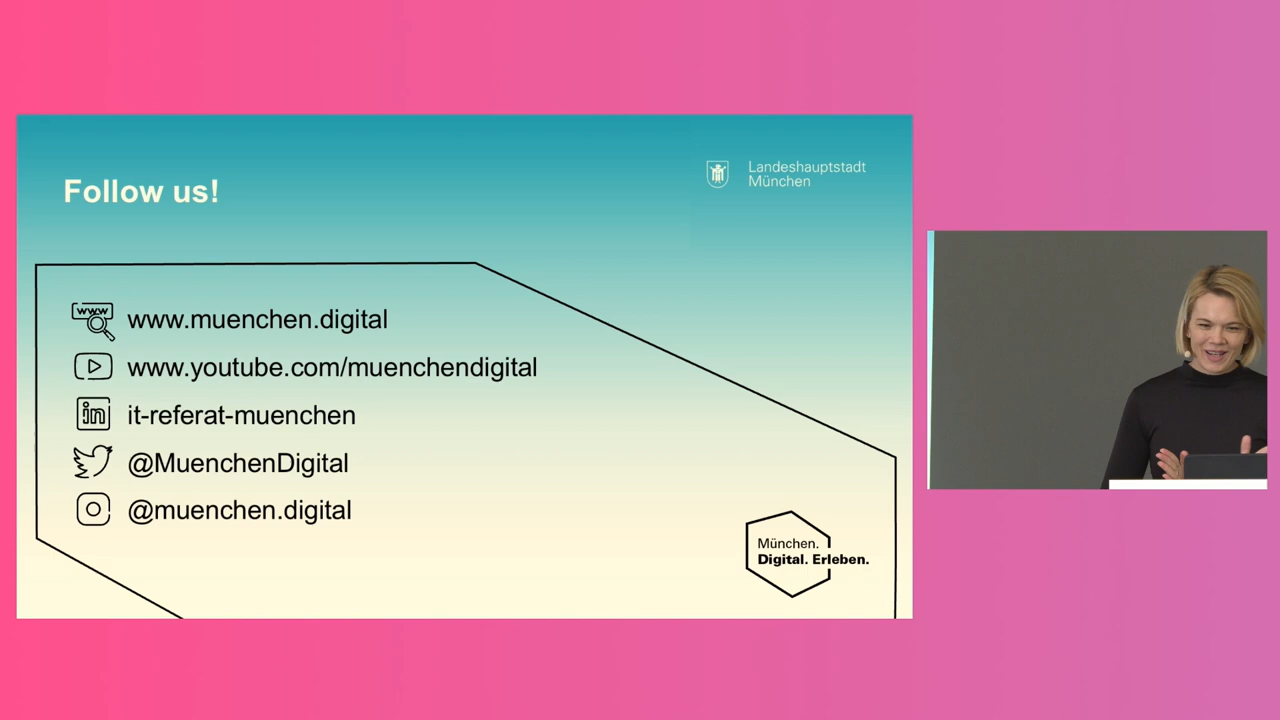 Follow us!
Landeshauptstadt
München
www
www.muenchen.digital
www.youtube.com/muenchendigital
in
it-referat-muenchen
@MuenchenDigital
@muenchen.digital
München.
Digital. Erleben.